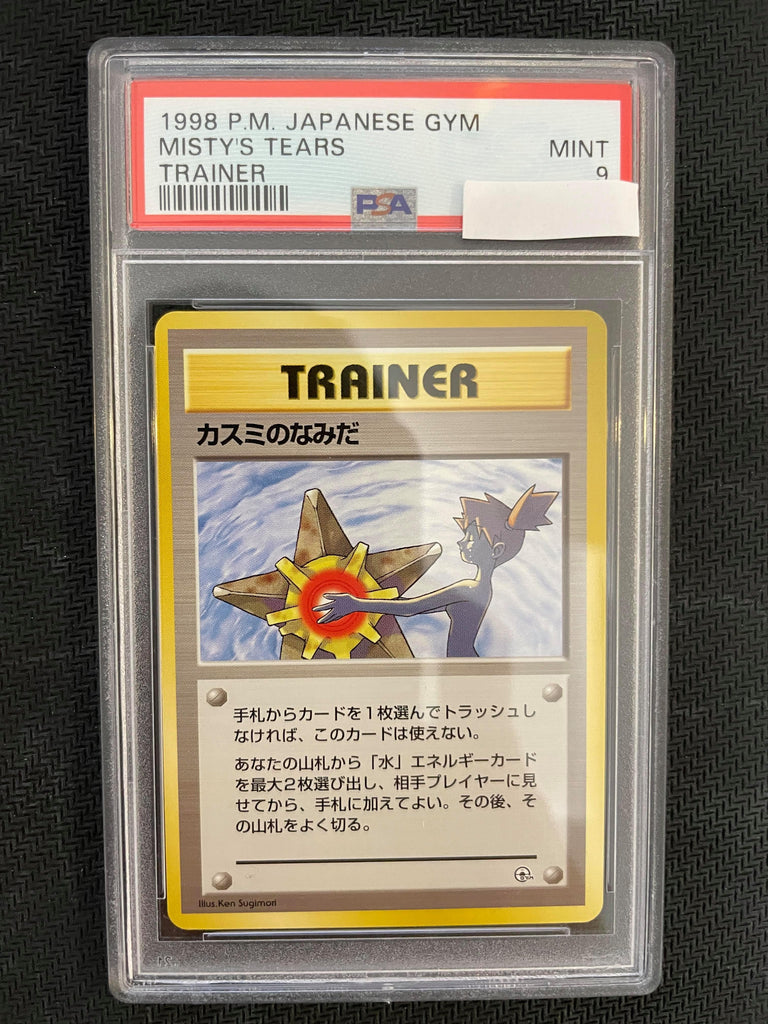 1998 P.M. JAPANESE GYM
MISTY'S TEARS
MINT
TRAINER
9
PSA
TRAINER
カスミのなみだ
手札からカードを1枚選んでトラッシュし
なければ、このカードは使えない。
あなたの山札から「水」エネルギーカード
を最大2枚選び出し、相手プレイヤーに見
せてから、手札に加えてよい。その後、そ
の山札をよく切る。
GYM
Illus.Ken Sugimori